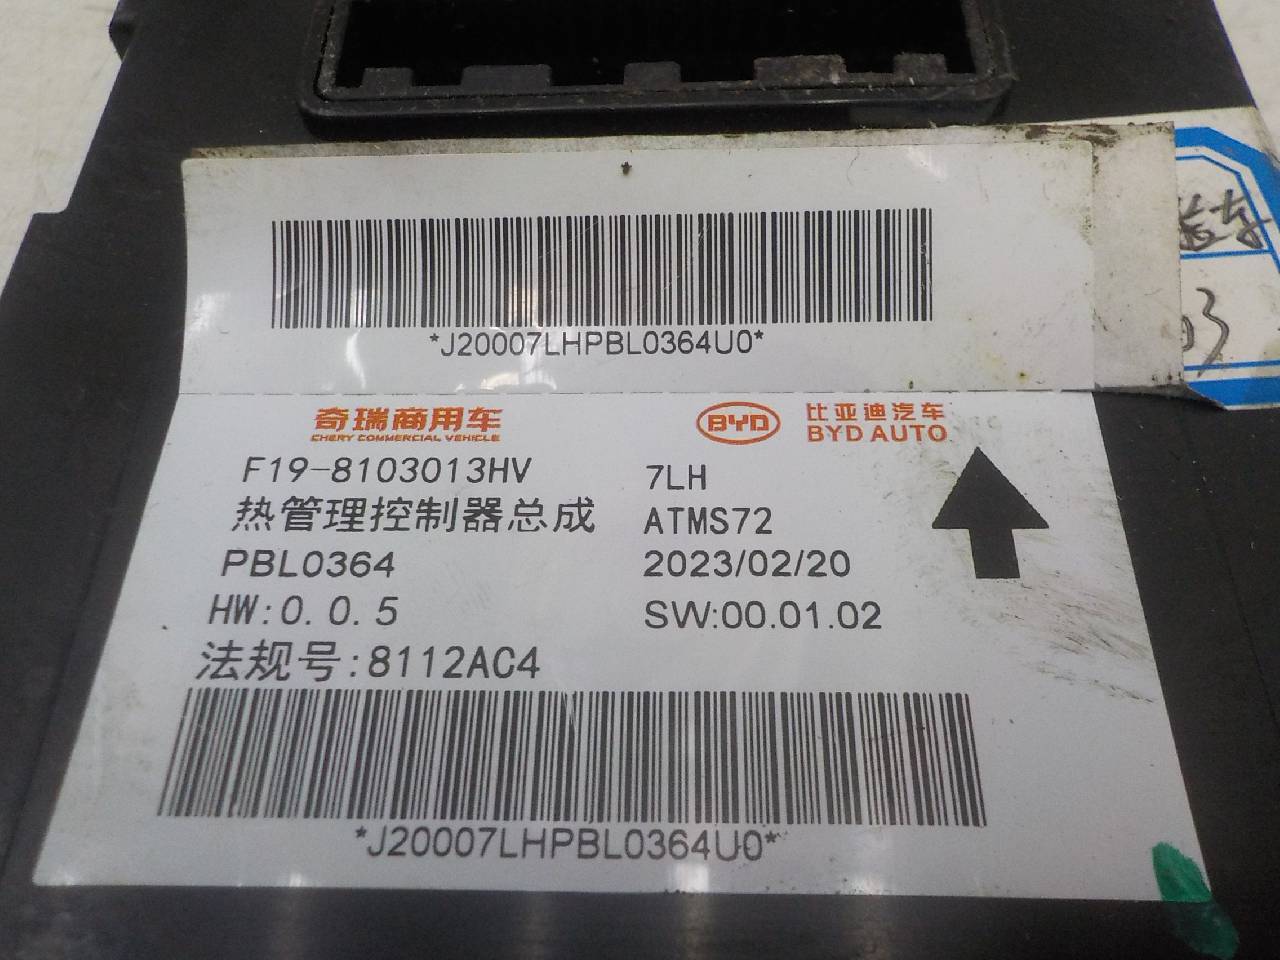 *J20007LHPBL0364U0*
奇瑞商用车
CHERY COMMERCIAL VEHICLE
BYD
比亚迪汽车
BYD AUTO
F19-8103013HV
7LH
热管理控制器总成
ATMS72
PBL0364
2023/02/20
HW:0.0.5
SW:00.01.02
法规号:8112AC4
*J20007LHPBL0364U0*